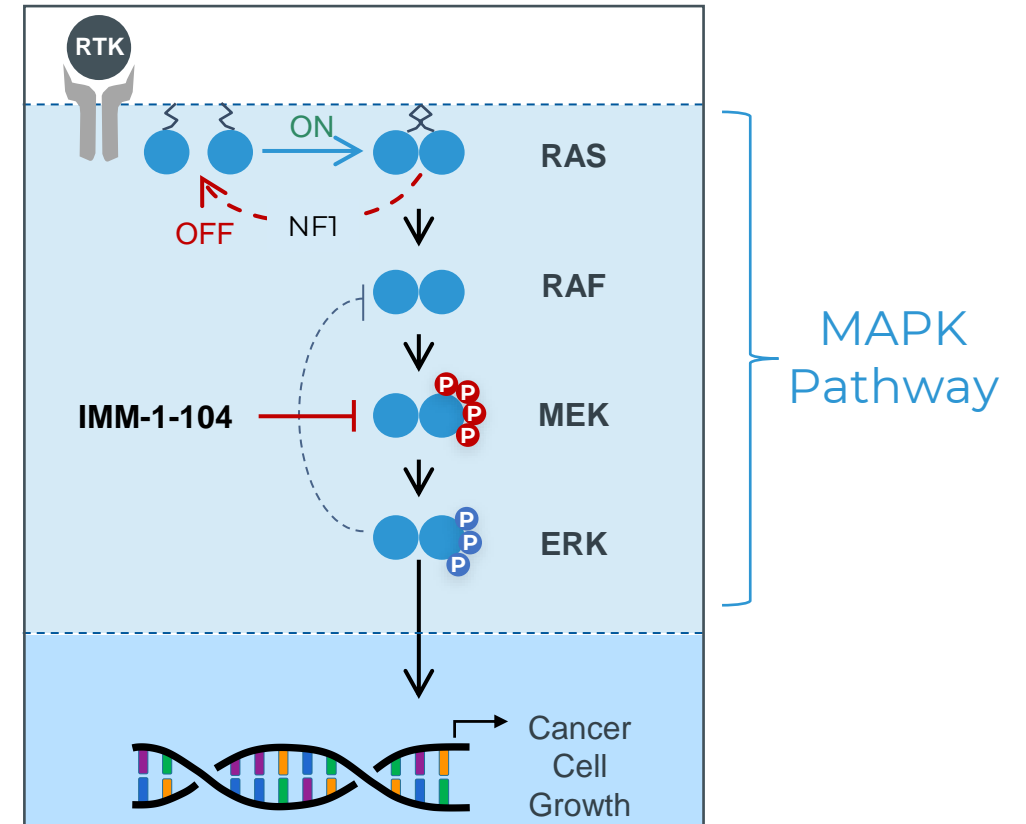 RTK
ON
RAS
OFF
NF1
RAF
MAPK
Pathway
P
P
P
P
IMM-1-104
MEK
P
P
P
ERK
Cancer
Cell
Growth